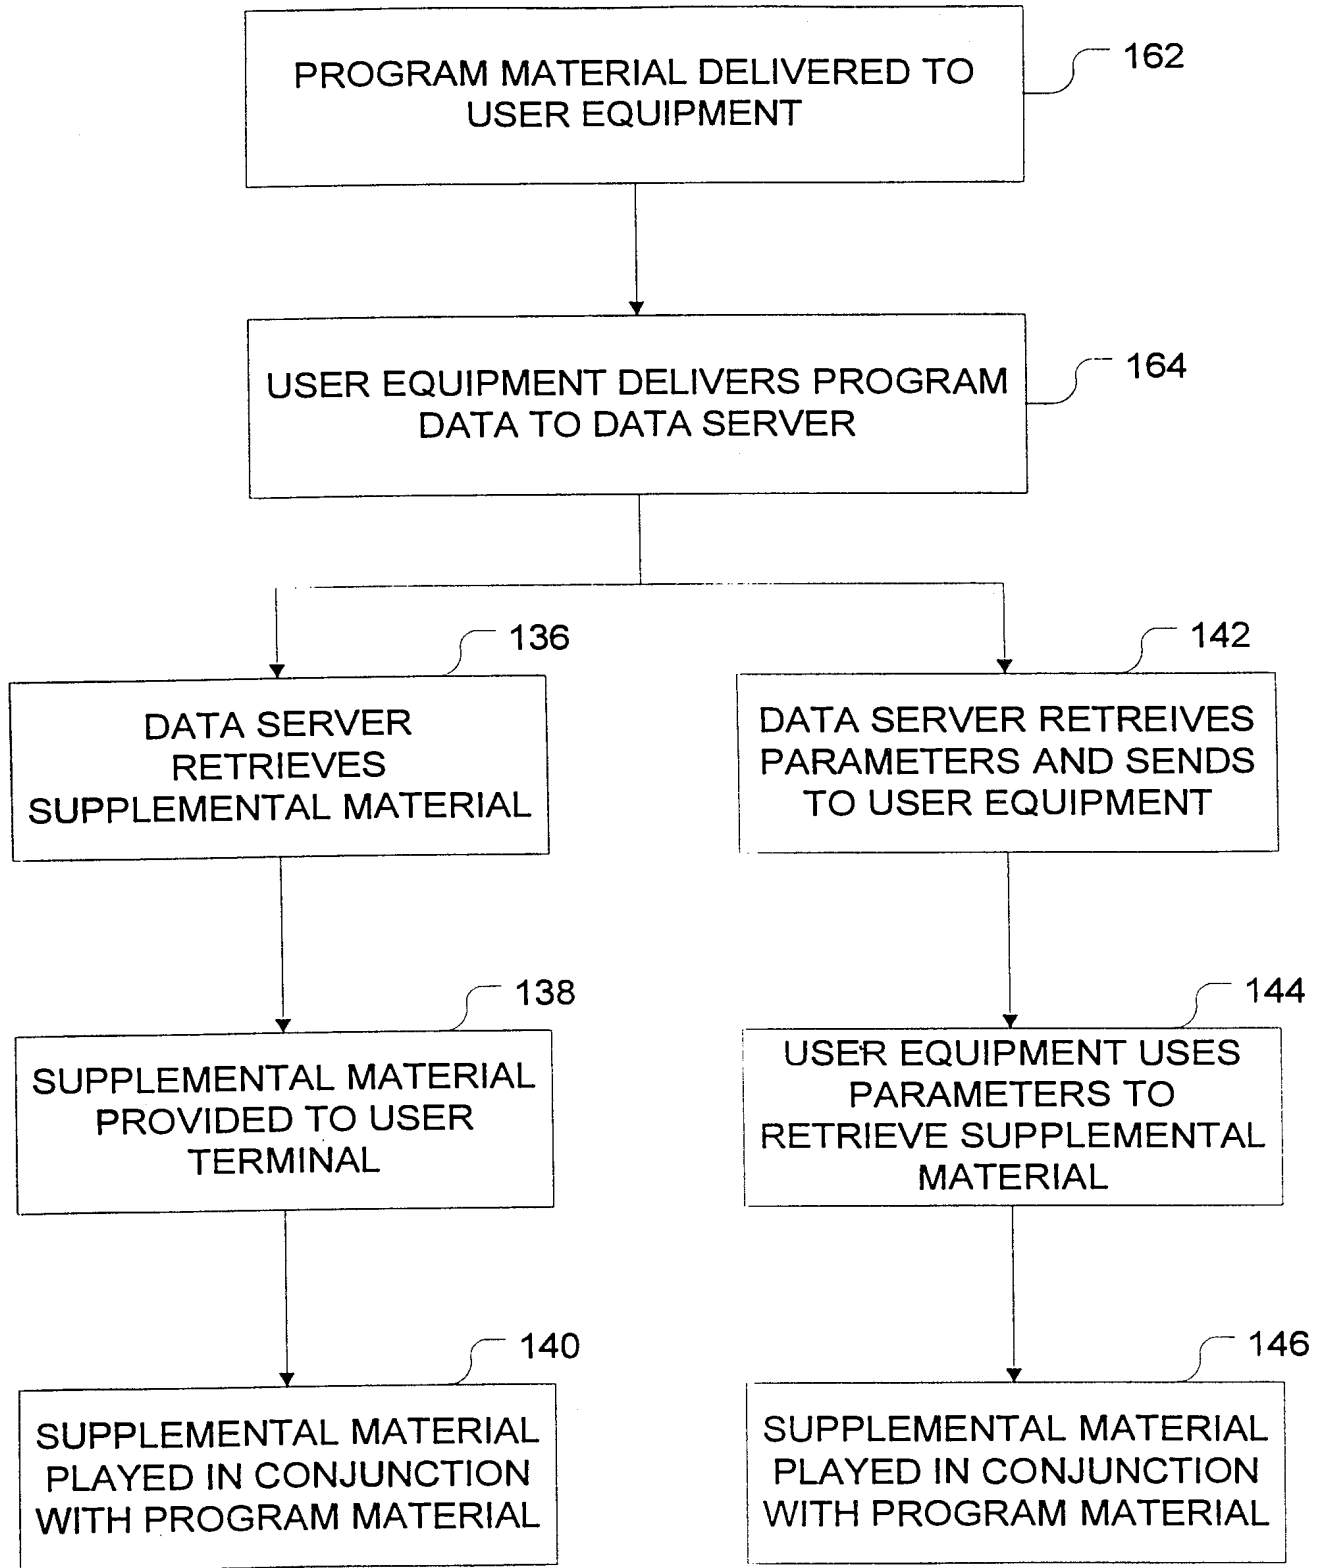 PROGRAM MATERIAL DELIVERED TO
USER EQUIPMENT
162
USER EQUIPMENT DELIVERS PROGRAM
DATA TO DATA SERVER
164
136
DATA SERVER
RETRIEVES
SUPPLEMENTAL MATERIAL
142
DATA SERVER RETREIVES
PARAMETERS AND SENDS
TO USER EQUIPMENT
138
SUPPLEMENTAL MATERIAL
PROVIDED TO USER
TERMINAL
144
USER EQUIPMENT USES
PARAMETERS TO
RETRIEVE SUPPLEMENTAL
MATERIAL
140
SUPPLEMENTAL MATERIAL
PLAYED IN CONJUNCTION
WITH PROGRAM MATERIAL
146
SUPPLEMENTAL MATERIAL
PLAYED IN CONJUNCTION
WITH PROGRAM MATERIAL